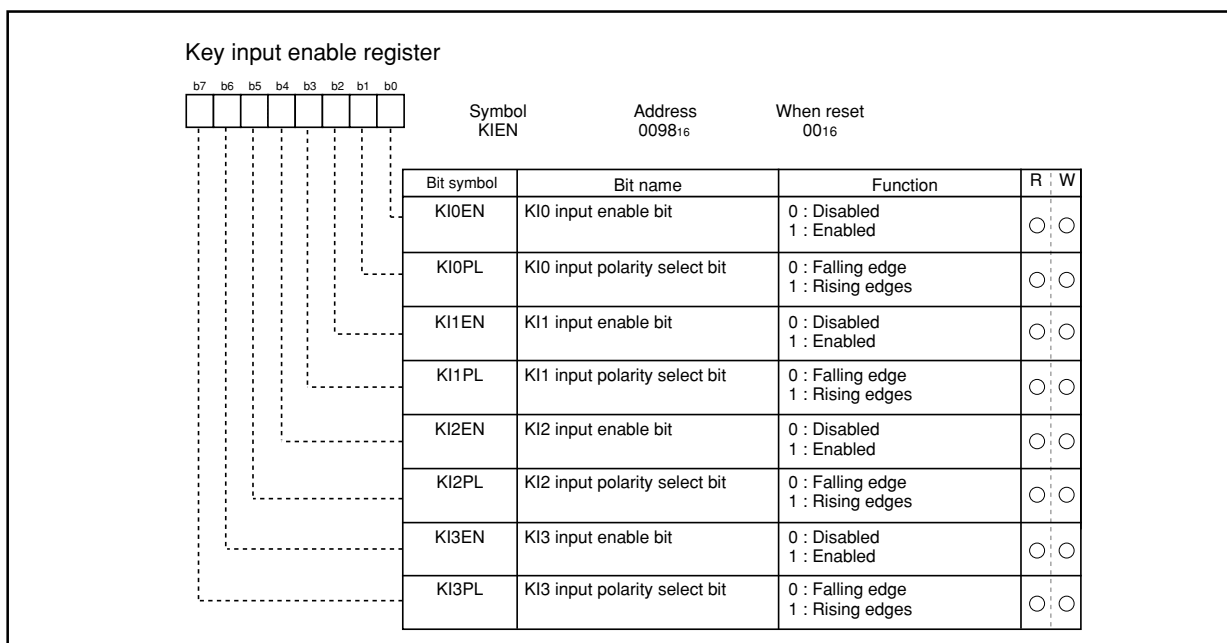 Key input enable register
b7 b6 b5 b4 b3 b2 b1 b0
Symbol Address When reset
KIEN 009816 0016
Bit symbol Bit name Function R W
KI0EN KI0 input enable bit 0 : Disabled
1 : Enabled
KI0PL KI0 input polarity select bit 0 : Falling edge
1 : Rising edges
KI1EN KI1 input enable bit 0 : Disabled
1 : Enabled
KI1PL KI1 input polarity select bit 0 : Falling edge
1 : Rising edges
KI2EN KI2 input enable bit 0 : Disabled
1 : Enabled
KI2PL KI2 input polarity select bit 0 : Falling edge
1 : Rising edges
KI3EN KI3 input enable bit 0 : Disabled
1 : Enabled
KI3PL KI3 input polarity select bit 0 : Falling edge
1 : Rising edges